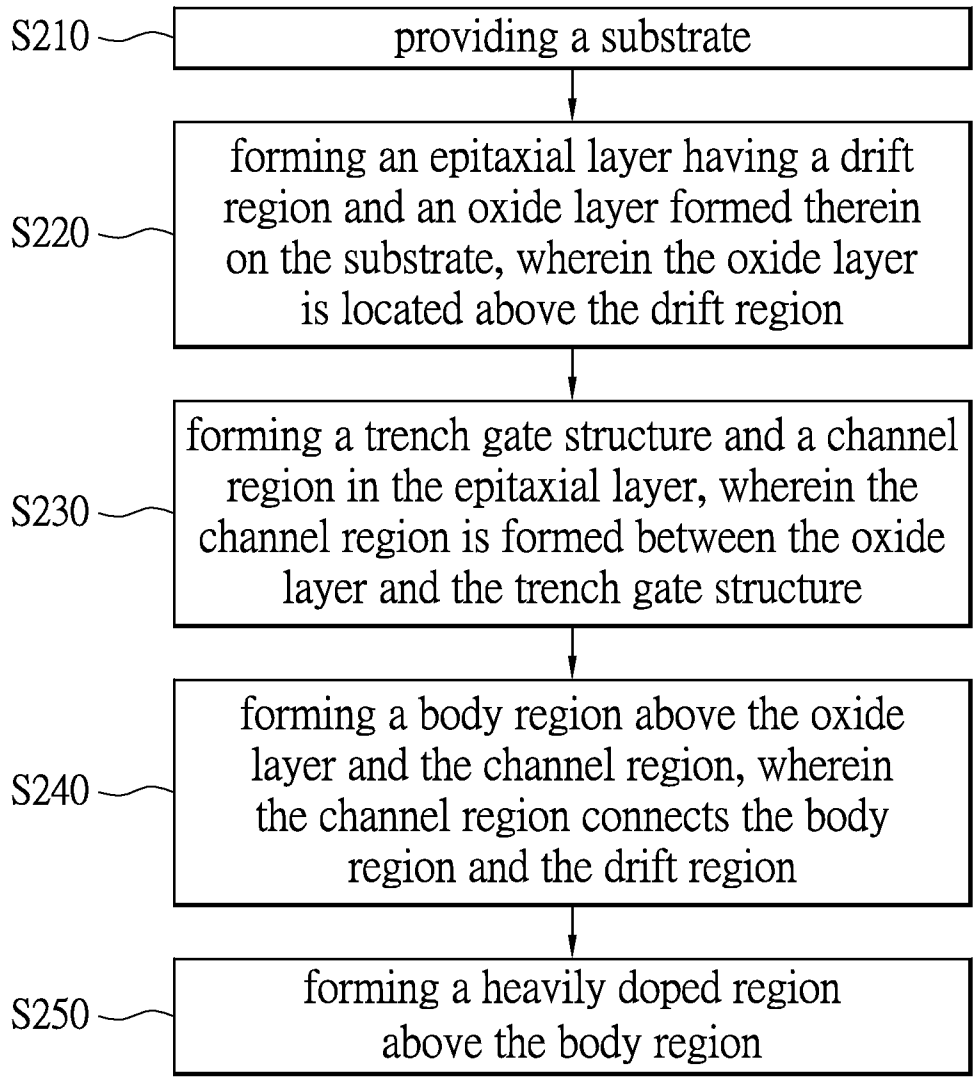 S210
providing a substrate
S220
forming an epitaxial layer having a drift
region and an oxide layer formed therein
on the substrate, wherein the oxide layer
is located above the drift region
S230
forming a trench gate structure and a channel
region in the epitaxial layer, wherein the
channel region is formed between the oxide
layer and the trench gate structure
S240
forming a body region above the oxide
layer and the channel region, wherein
the channel region connects the body
region and the drift region
S250
forming a heavily doped region
above the body region